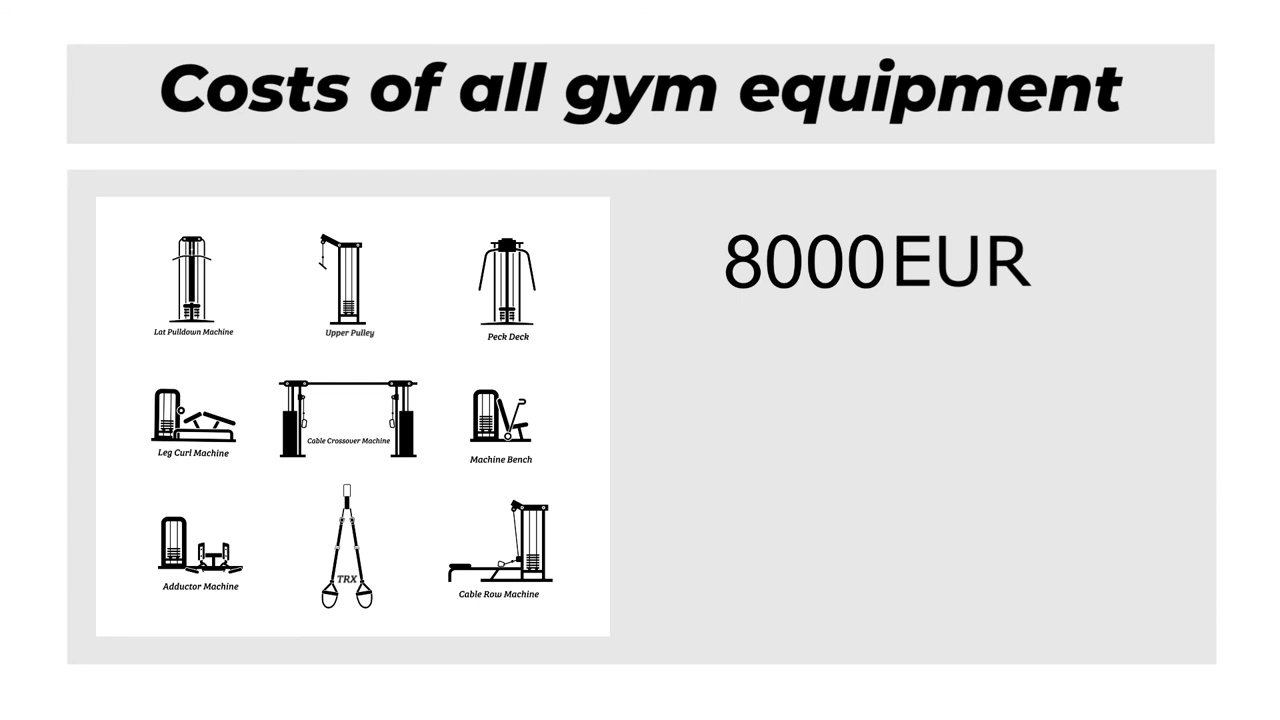 Costs of all gym equipment
8000EUR
Lat Pulldown Machine
Upper Pulley
Peck Deck
Leg Curl Machine
Cable Crossover Machine
Machine Bench
Adductor Machine
TRX
Cable Row Machine